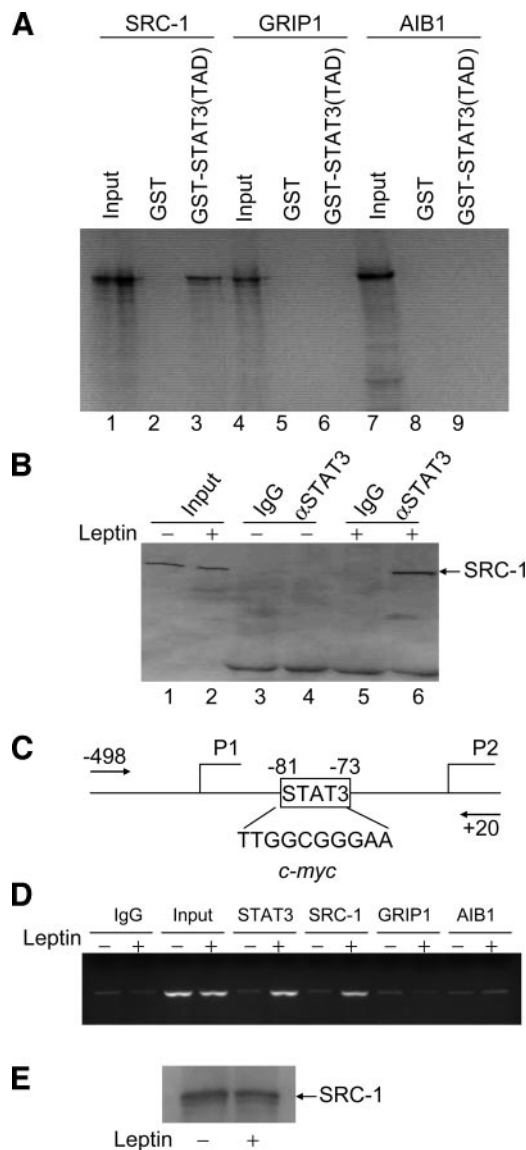 A
SRC-1 GRIP1 AIB1
Input GST GST-STAT3(TAD) Input GST GST-STAT3(TAD) Input GST GST-STAT3(TAD)
1 2 3 4 5 6 7 8 9
B
Input IgG αSTAT3 IgG αSTAT3
Leptin – + – – + +
SRC-1
1 2 3 4 5 6
C
-498 P1 -81 -73 P2
STAT3
+20
TTGGCGGGAA
c-myc
D
IgG Input STAT3 SRC-1 GRIP1 AIB1
Leptin – + – + – + – + – + – +
E
SRC-1
Leptin – +